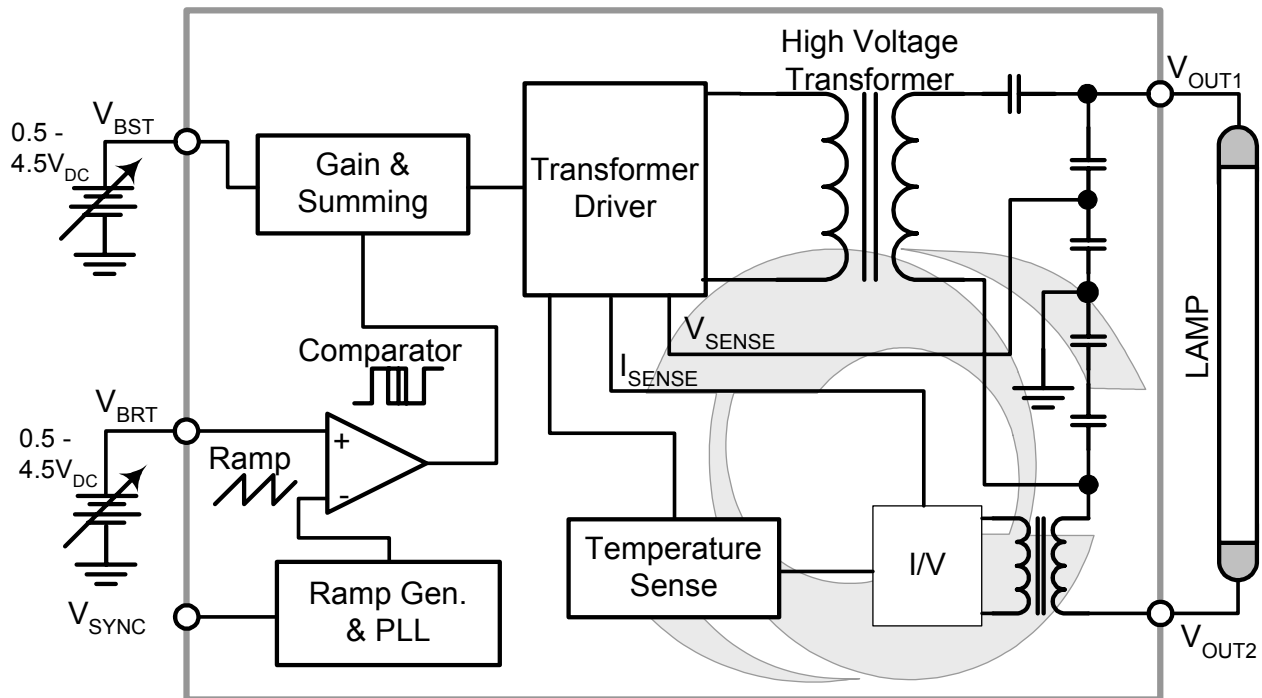 High Voltage
Transformer
V_OUT1
V_BST
0.5 -
4.5V_DC
Gain &
Summing
Transformer
Driver
V_SENSE
I_SENSE
Comparator
LAMP
V_BRT
0.5 -
4.5V_DC
Ramp
+
-
Temperature
Sense
I/V
Ramp Gen.
& PLL
V_SYNC
V_OUT2